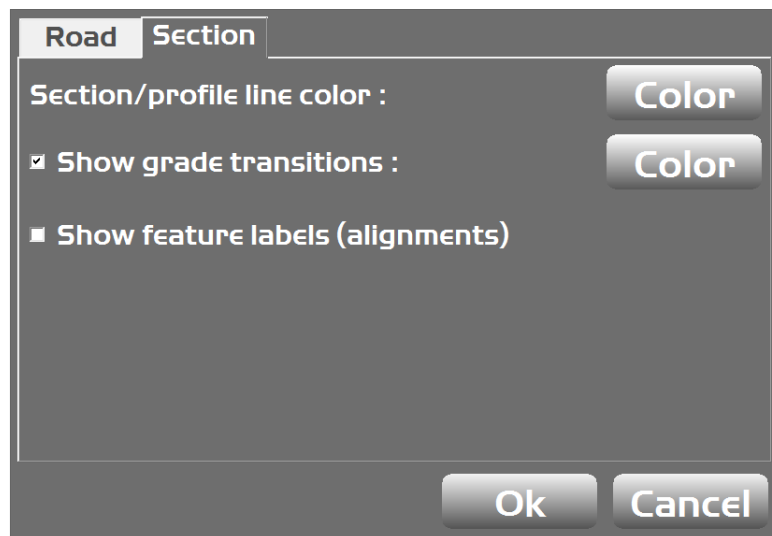 Road Section
Section/profile line color : Color
Show grade transitions : Color
Show feature labels (alignments)
Ok Cancel